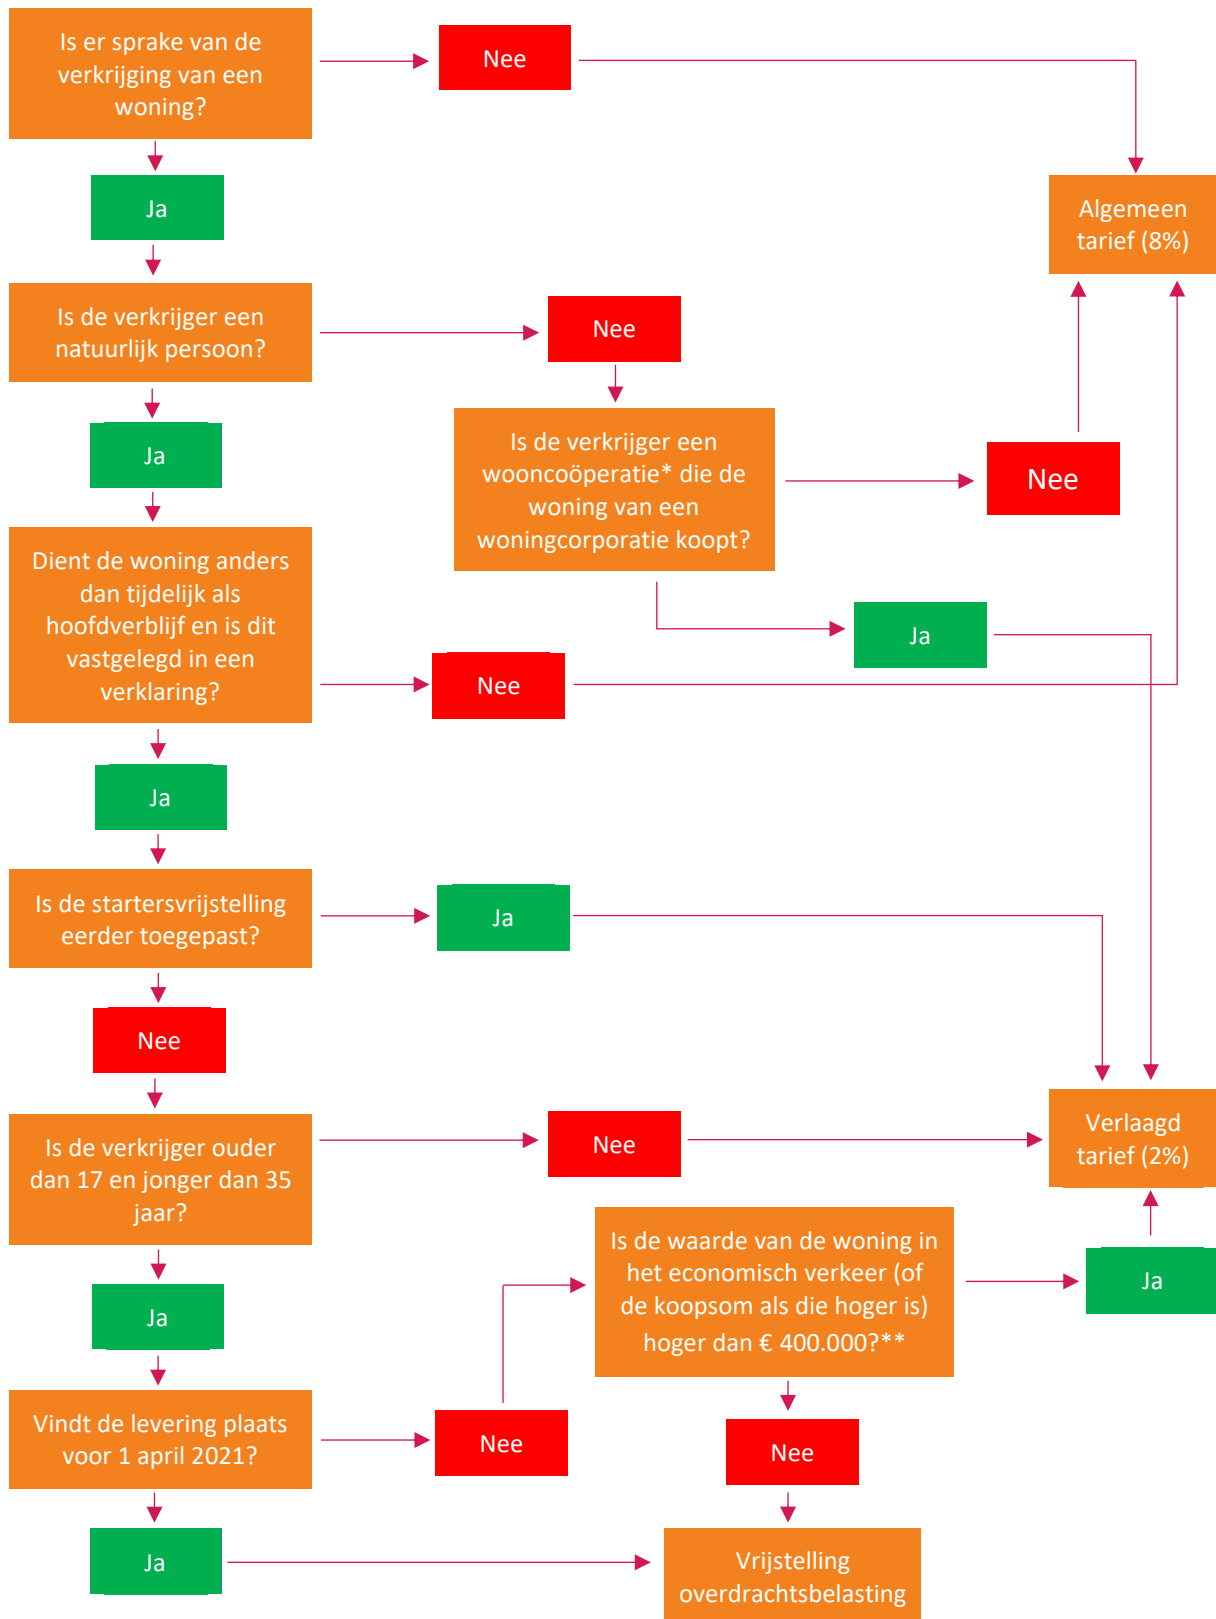 Is er sprake van de
verkrijging van een
woning?
Nee
Ja
Algemeen
tarief (8%)
Is de verkrijger een
natuurlijk persoon?
Nee
Ja
Is de verkrijger een
wooncoöperatie* die de
woning van een
woningcorporatie koopt?
Nee
Ja
Dient de woning anders
dan tijdelijk als
hoofdverblijf en is dit
vastgelegd in een
verklaring?
Nee
Ja
Is de startersvrijstelling
eerder toegepast?
Ja
Nee
Is de verkrijger ouder
dan 17 en jonger dan 35
jaar?
Nee
Verlaagd
tarief (2%)
Ja
Is de waarde van de woning in
het economisch verkeer (of
de koopsom als die hoger is)
hoger dan € 400.000?**
Ja
Vindt de levering plaats
voor 1 april 2021?
Nee
Nee
Ja
Vrijstelling
overdrachtsbelasting